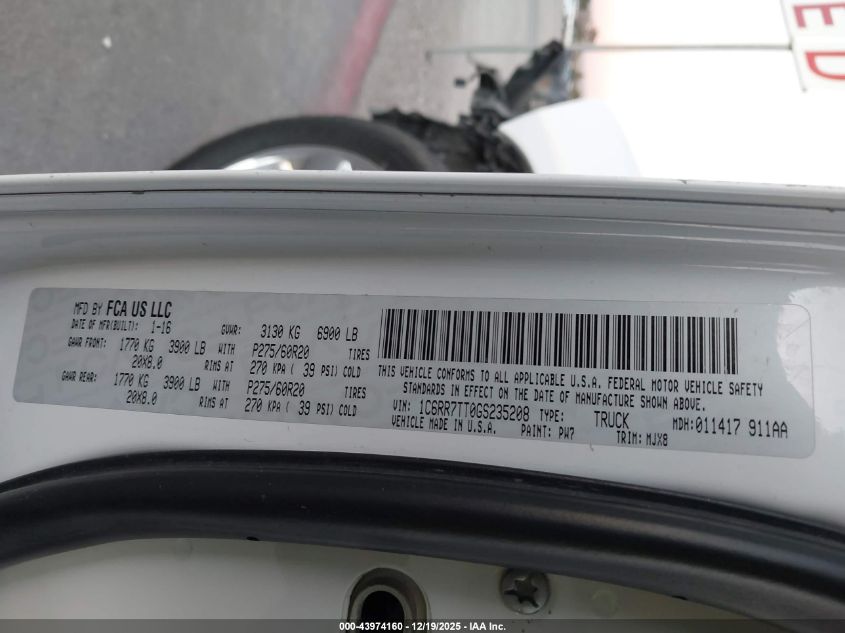 ED
MFD BY FCA US LLC
DATE OF MFR(BUILT): 1-16 GVWR: 3130 KG 6900 LB
GAWR FRONT: 1770 KG 3900 LB WITH P275/60R20 TIRES
20X8.0 RIMS AT 270 KPA ( 39 PSI) COLD
GAWR REAR: 1770 KG 3900 LB WITH P275/60R20 TIRES
20X8.0 RIMS AT 270 KPA ( 39 PSI) COLD
THIS VEHICLE CONFORMS TO ALL APPLICABLE U.S.A. FEDERAL MOTOR VEHICLE SAFETY
STANDARDS IN EFFECT ON THE DATE OF MANUFACTURE SHOWN ABOVE.
VIN: 1C6RR7TT0GS235208 TYPE: TRUCK MDH:011417 911AA
VEHICLE MADE IN U.S.A. PAINT: PW7 TRIM: MJX8
000-43974160 - 12/19/2025 - IAA Inc.